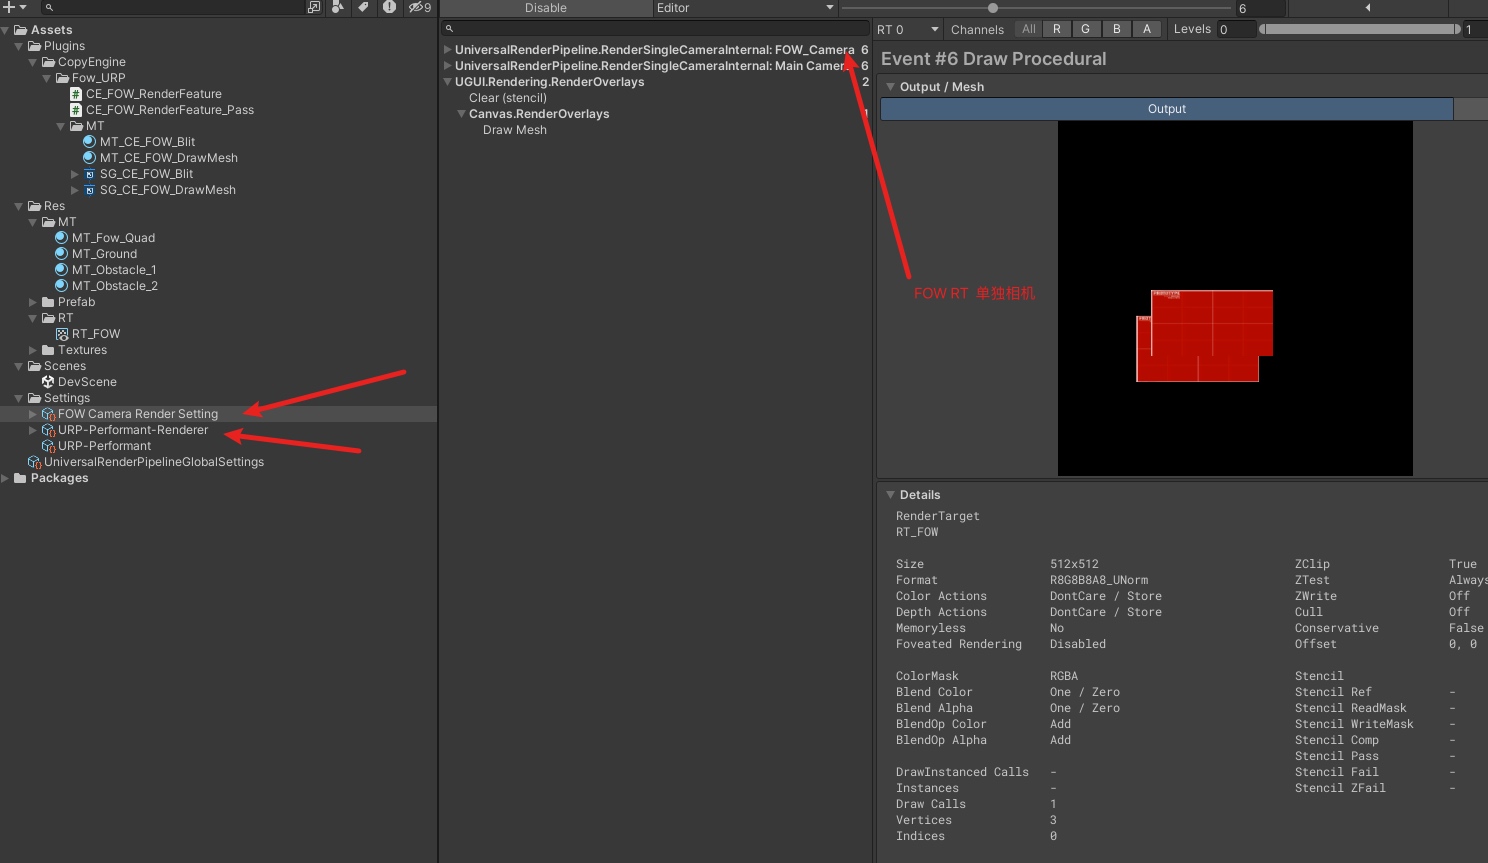 9
Disable
Editor
6
Assets
Plugins
CopyEngine
Fow_URP
CE_FOW_RenderFeature
CE_FOW_RenderFeature_Pass
MT
MT_CE_FOW_Blit
MT_CE_FOW_DrawMesh
SG_CE_FOW_Blit
SG_CE_FOW_DrawMesh
Res
MT
MT_Fow_Quad
MT_Ground
MT_Obstacle_1
MT_Obstacle_2
Prefab
RT
RT_FOW
Textures
Scenes
DevScene
Settings
FOW Camera Render Setting
URP-Performant-Renderer
URP-Performant
UniversalRenderPipelineGlobalSettings
Packages
UniversalRenderPipeline.RenderSingleCameraInternal: FOW_Camera 6
UniversalRenderPipeline.RenderSingleCameraInternal: Main Camera 6
UGUI.Rendering.RenderOverlays 2
Clear (stencil)
Canvas.RenderOverlays
Draw Mesh
RT 0 Channels All R G B A Levels 0 1
Event #6 Draw Procedural
Output / Mesh
Output
FOW RT 单独相机
Details
RenderTarget
RT_FOW
Size 512x512 ZClip True
Format R8G8B8A8_UNorm ZTest Always
Color Actions DontCare / Store ZWrite Off
Depth Actions DontCare / Store Cull Off
Memoryless No Conservative False
Foveated Rendering Disabled Offset 0, 0
ColorMask RGBA Stencil
Blend Color One / Zero Stencil Ref -
Blend Alpha One / Zero Stencil ReadMask -
BlendOp Color Add Stencil WriteMask -
BlendOp Alpha Add Stencil Comp -
Stencil Pass -
DrawInstanced Calls - Stencil Fail -
Instances - Stencil ZFail -
Draw Calls 1
Vertices 3
Indices 0